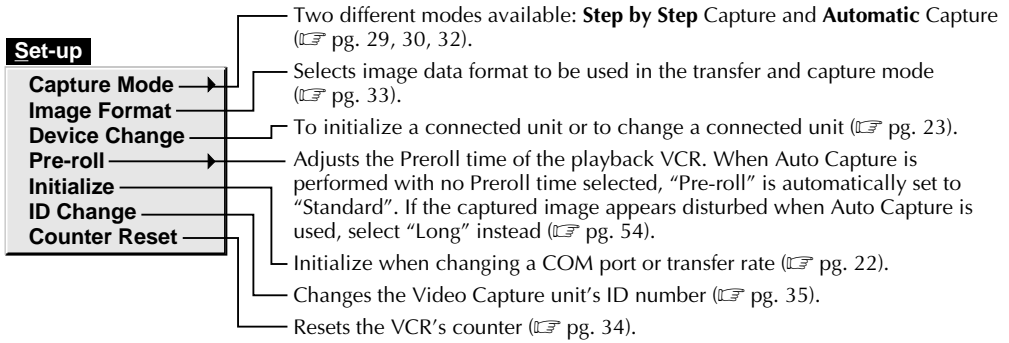 Set-up
Capture Mode
Image Format
Device Change
Pre-roll
Initialize
ID Change
Counter Reset
Two different modes available: Step by Step Capture and Automatic Capture
(☞ pg. 29, 30, 32).
Selects image data format to be used in the transfer and capture mode
(☞ pg. 33).
To initialize a connected unit or to change a connected unit (☞ pg. 23).
Adjusts the Preroll time of the playback VCR. When Auto Capture is
performed with no Preroll time selected, “Pre-roll” is automatically set to
“Standard”. If the captured image appears disturbed when Auto Capture is
used, select “Long” instead (☞ pg. 54).
Initialize when changing a COM port or transfer rate (☞ pg. 22).
Changes the Video Capture unit’s ID number (☞ pg. 35).
Resets the VCR’s counter (☞ pg. 34).